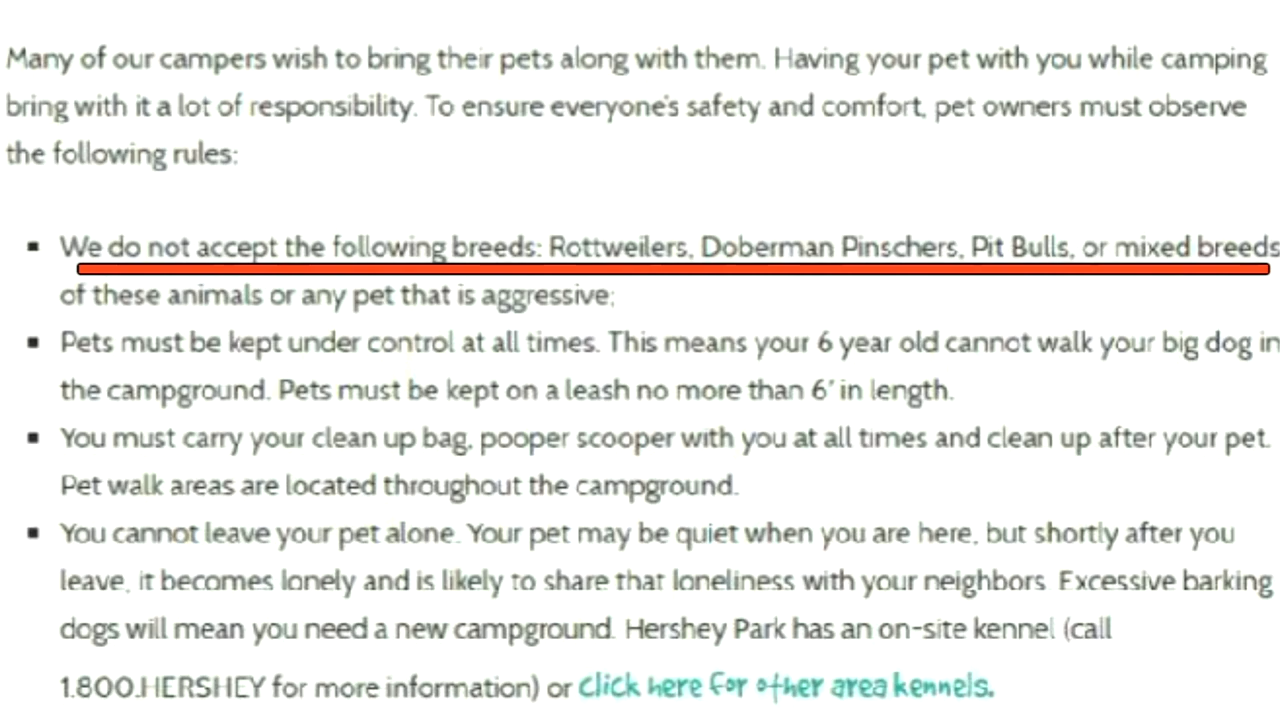 Many of our campers wish to bring their pets along with them. Having your pet with you while camping
bring with it a lot of responsibility. To ensure everyone's safety and comfort, pet owners must observe
the following rules:
▪ We do not accept the following breeds: Rottweilers, Doberman Pinschers, Pit Bulls, or mixed breeds
of these animals or any pet that is aggressive;
▪ Pets must be kept under control at all times. This means your 6 year old cannot walk your big dog in
the campground. Pets must be kept on a leash no more than 6' in length.
▪ You must carry your clean up bag, pooper scooper with you at all times and clean up after your pet.
Pet walk areas are located throughout the campground.
▪ You cannot leave your pet alone. Your pet may be quiet when you are here, but shortly after you
leave, it becomes lonely and is likely to share that loneliness with your neighbors. Excessive barking
dogs will mean you need a new campground. Hershey Park has an on-site kennel (call
1.800.HERSHEY for more information) or click here for other area kennels.